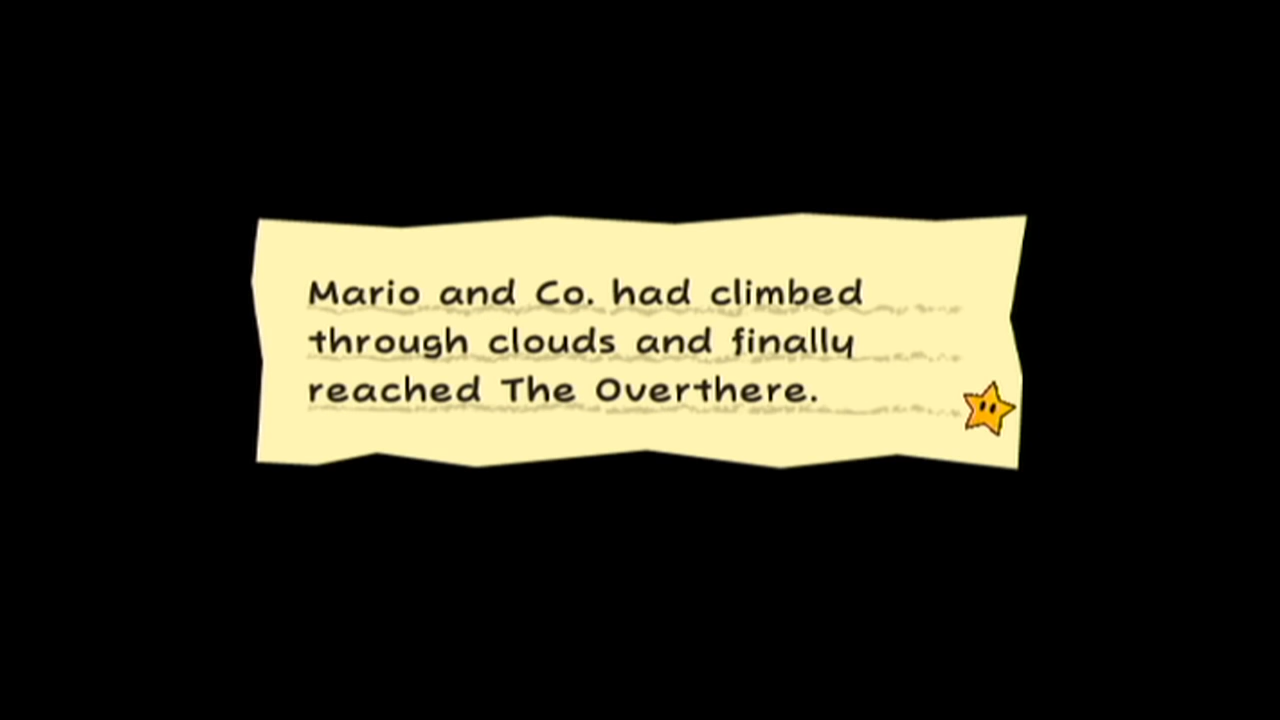 Mario and Co. had climbed
through clouds and finally
reached The Overthere.